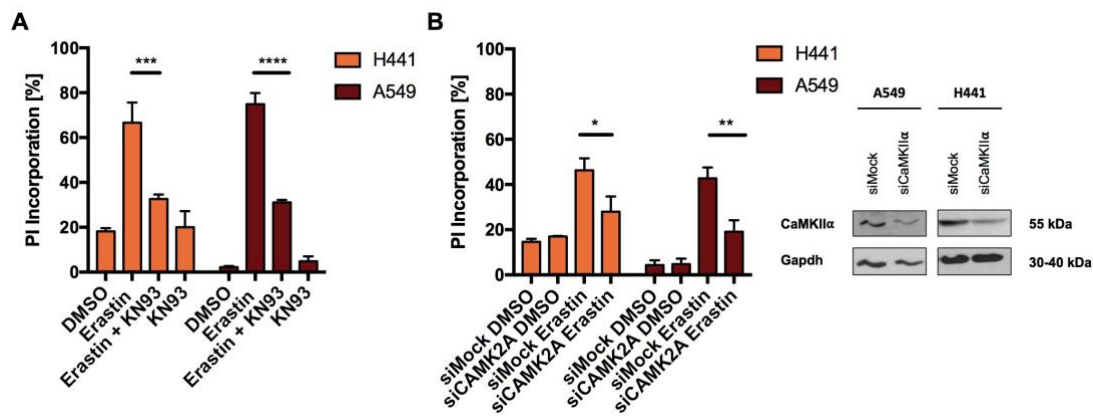 A
PI Incorporation [%]
100
80
60
40
20
0
***
****
H441
A549
DMSO
Erastin
Erastin + KN93
KN93
DMSO
Erastin
Erastin + KN93
KN93
B
PI Incorporation [%]
100
80
60
40
20
0
*
**
H441
A549
siMock DMSO
siCAMK2A DMSO
siMock Erastin
siCAMK2A Erastin
siMock DMSO
siCAMK2A DMSO
siMock Erastin
siCAMK2A Erastin
A549 H441
siMock
siCaMKIIα
siMock
siCaMKIIα
CaMKIIα 55 kDa
Gapdh 30-40 kDa